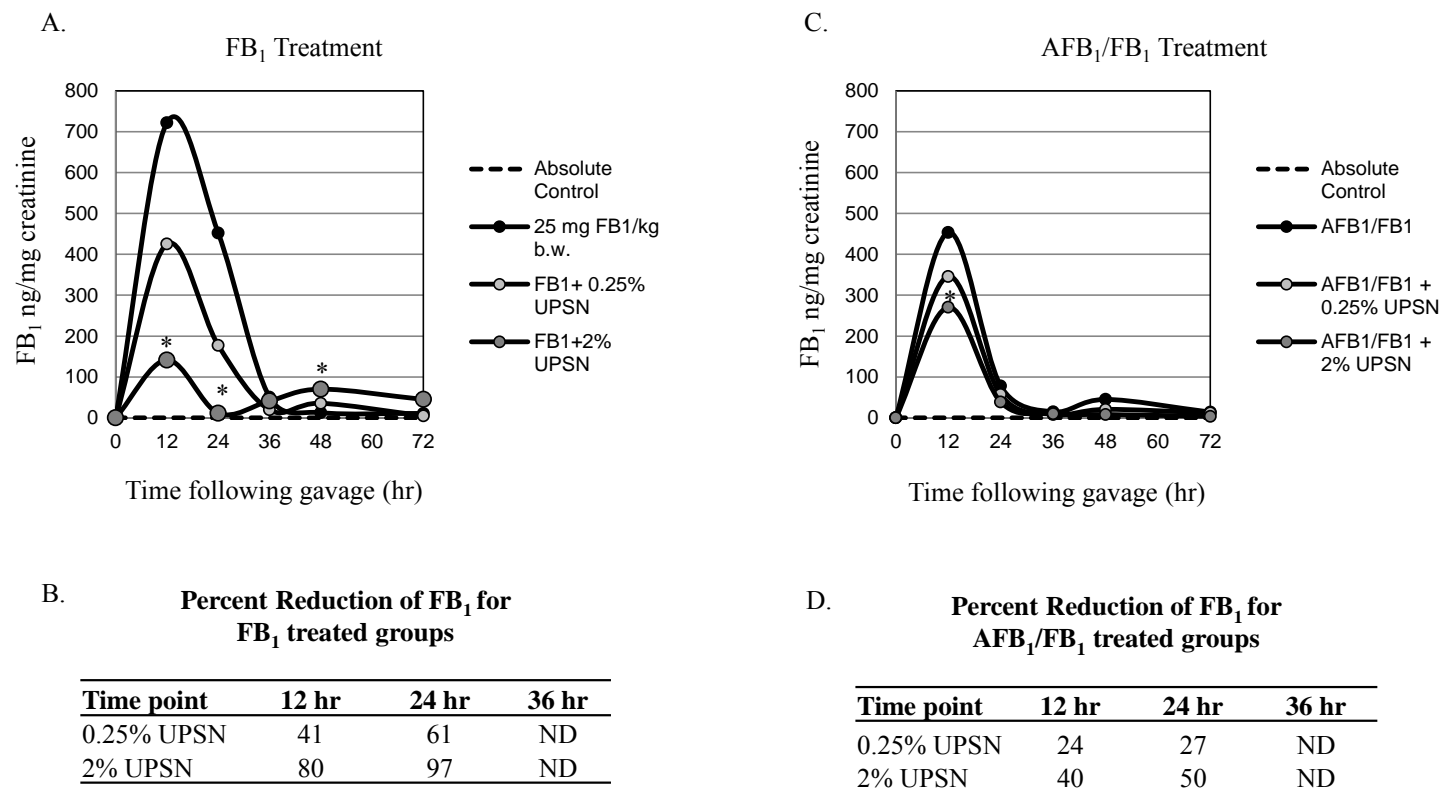 A.
FB₁ Treatment
FB₁ ng/mg creatinine
800
700
600
500
400
300
200
100
0
*
*
*
0 12 24 36 48 60 72
Time following gavage (hr)
Absolute
Control
25 mg FB1/kg
b.w.
FB1+ 0.25%
UPSN
FB1+2%
UPSN
C.
AFB₁/FB₁ Treatment
FB₁ ng/mg creatinine
800
700
600
500
400
300
200
100
0
*
0 12 24 36 48 60 72
Time following gavage (hr)
Absolute
Control
AFB1/FB1
AFB1/FB1 +
0.25% UPSN
AFB1/FB1 +
2% UPSN
B.
Percent Reduction of FB₁ for
FB₁ treated groups
Time point 12 hr 24 hr 36 hr
0.25% UPSN 41 61 ND
2% UPSN 80 97 ND
D.
Percent Reduction of FB₁ for
AFB₁/FB₁ treated groups
Time point 12 hr 24 hr 36 hr
0.25% UPSN 24 27 ND
2% UPSN 40 50 ND